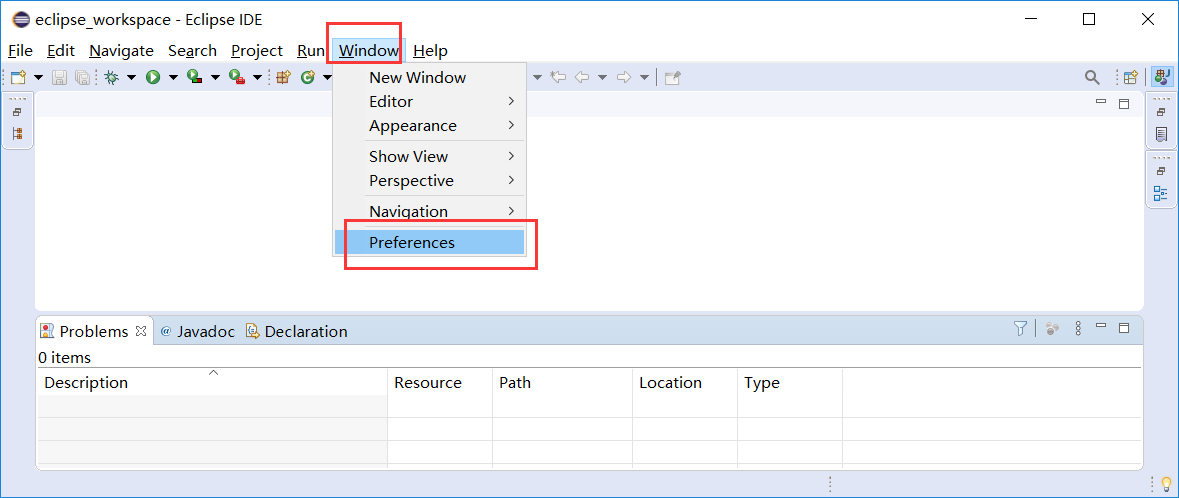 eclipse_workspace - Eclipse IDE
File Edit Navigate Search Project Run Window Help
New Window
Editor
Appearance
Show View
Perspective
Navigation
Preferences
Problems @ Javadoc Declaration
0 items
Description Resource Path Location Type